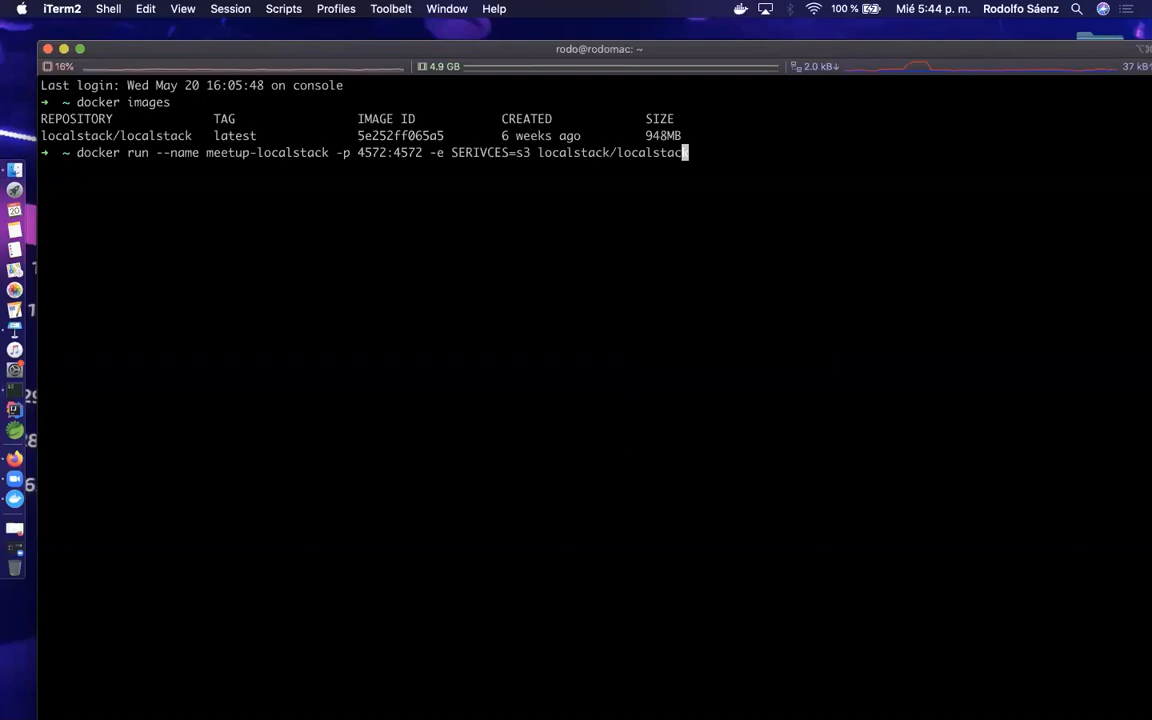 iTerm2 Shell Edit View Session Scripts Profiles Toolbelt Window Help 100 % Mié 5:44 p. m. Rodolfo Sáenz
rodo@rodomac: ~
16% 4.9 GB 2.0 kB↓ 37 kB↑
Last login: Wed May 20 16:05:48 on console
➜ ~ docker images
REPOSITORY TAG IMAGE ID CREATED SIZE
localstack/localstack latest 5e252ff065a5 6 weeks ago 948MB
➜ ~ docker run --name meetup-localstack -p 4572:4572 -e SERIVCES=s3 localstack/localstack
20